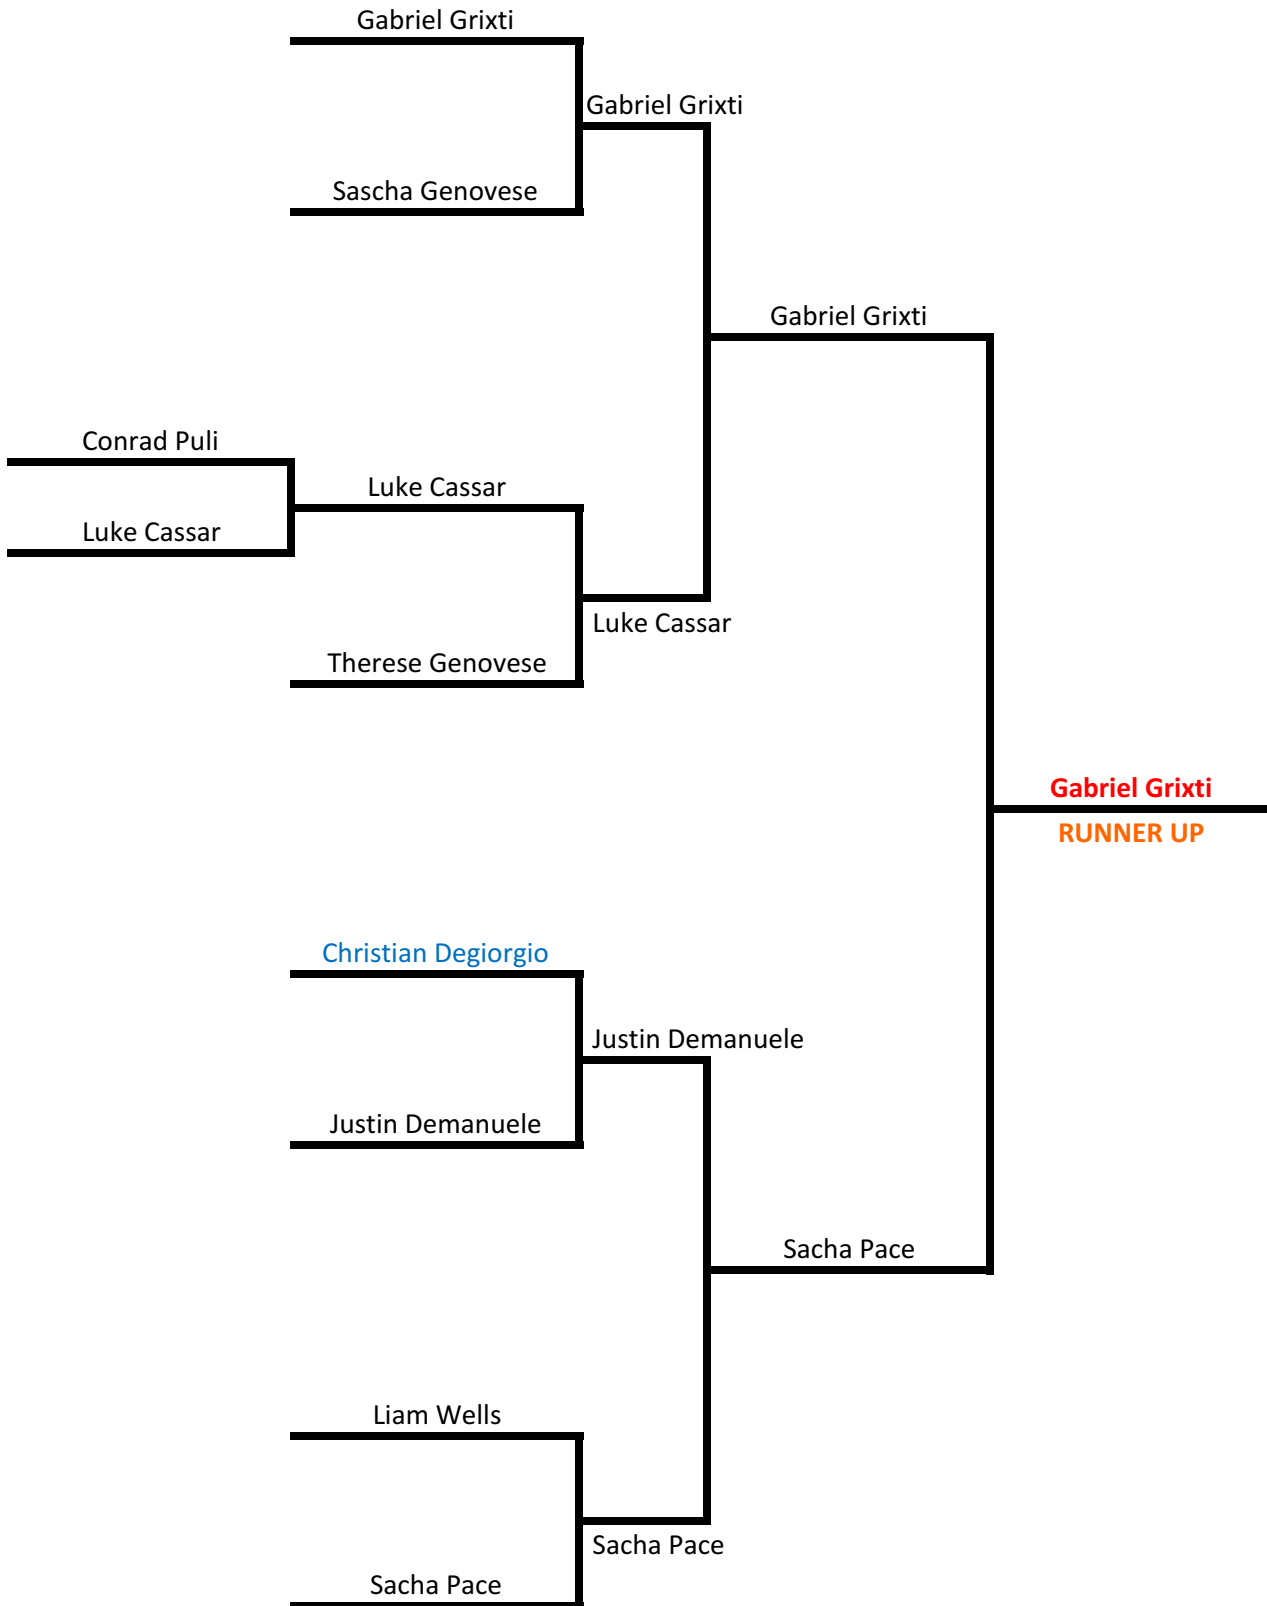 Gabriel Grixti
Gabriel Grixti
Sascha Genovese
Gabriel Grixti
Conrad Puli
Luke Cassar
Luke Cassar
Luke Cassar
Therese Genovese
Gabriel Grixti
RUNNER UP
Christian Degiorgio
Justin Demanuele
Justin Demanuele
Sacha Pace
Liam Wells
Sacha Pace
Sacha Pace